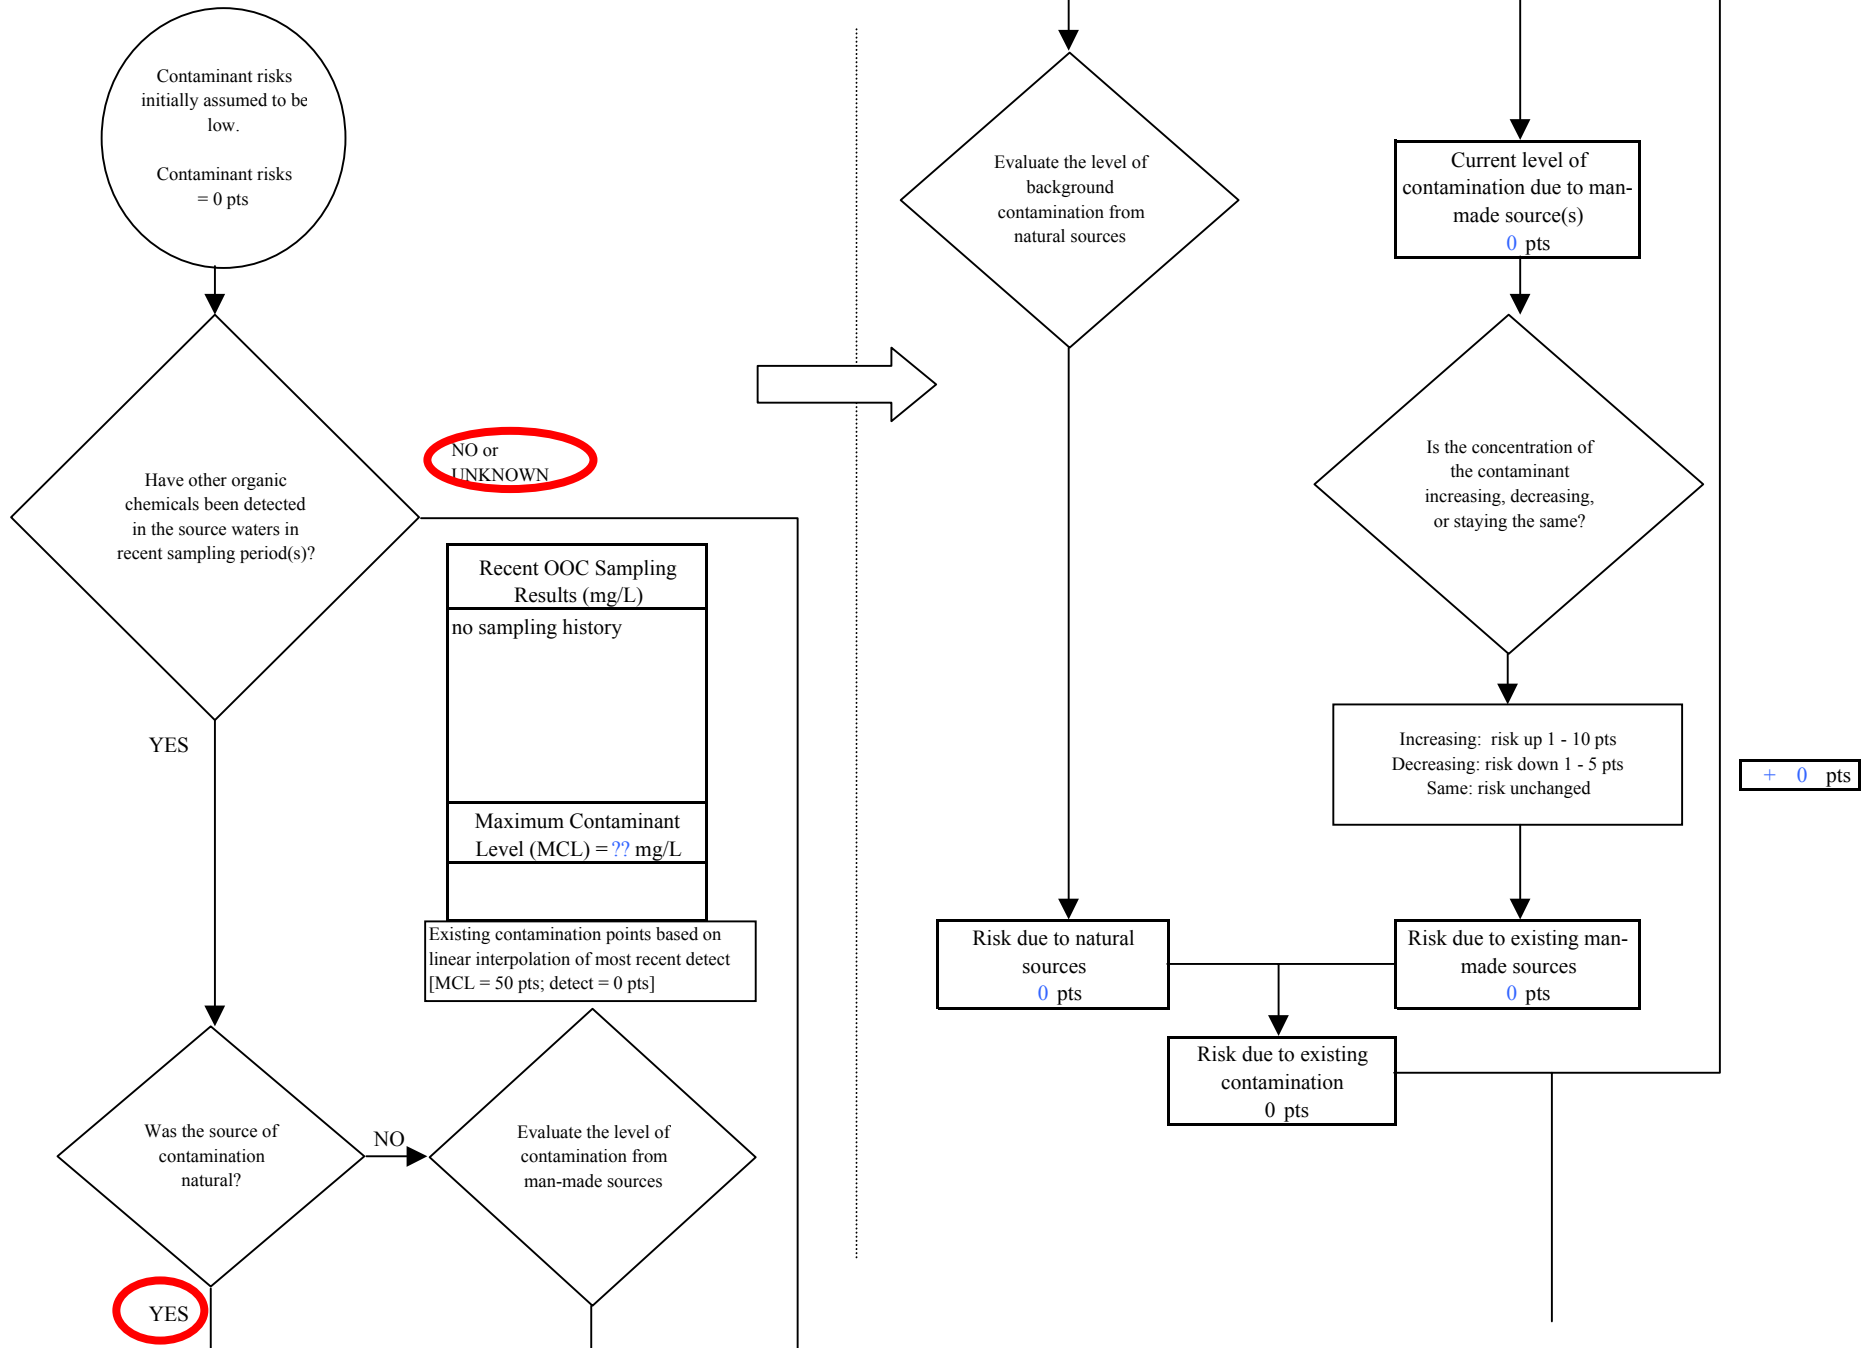 Contaminant risks
initially assumed to be
low.
Contaminant risks
= 0 pts
Have other organic
chemicals been detected
in the source waters in
recent sampling period(s)?
NO or
UNKNOWN
YES
Recent OOC Sampling
Results (mg/L)
no sampling history
Maximum Contaminant
Level (MCL) = ?? mg/L
Existing contamination points based on
linear interpolation of most recent detect
[MCL = 50 pts; detect = 0 pts]
Was the source of
contamination
natural?
NO
Evaluate the level of
contamination from
man-made sources
YES
Evaluate the level of
background
contamination from
natural sources
Current level of
contamination due to man-
made source(s)
0 pts
Is the concentration of
the contaminant
increasing, decreasing,
or staying the same?
Increasing: risk up 1 - 10 pts
Decreasing: risk down 1 - 5 pts
Same: risk unchanged
+ 0 pts
Risk due to natural
sources
0 pts
Risk due to existing man-
made sources
0 pts
Risk due to existing
contamination
0 pts